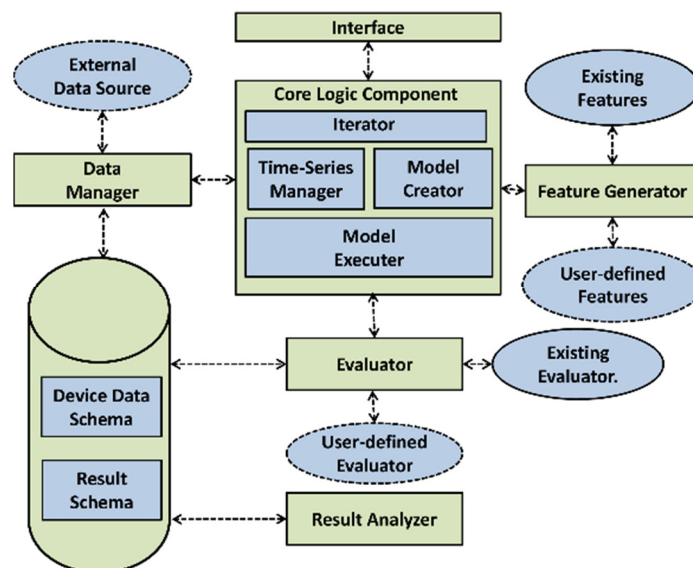 Interface
External
Data Source
Core Logic Component
Iterator
Time-Series
Manager
Model
Creator
Model
Executer
Existing
Features
Data
Manager
Feature Generator
User-defined
Features
Evaluator
Existing
Evaluator.
Device Data
Schema
User-defined
Evaluator
Result
Schema
Result Analyzer